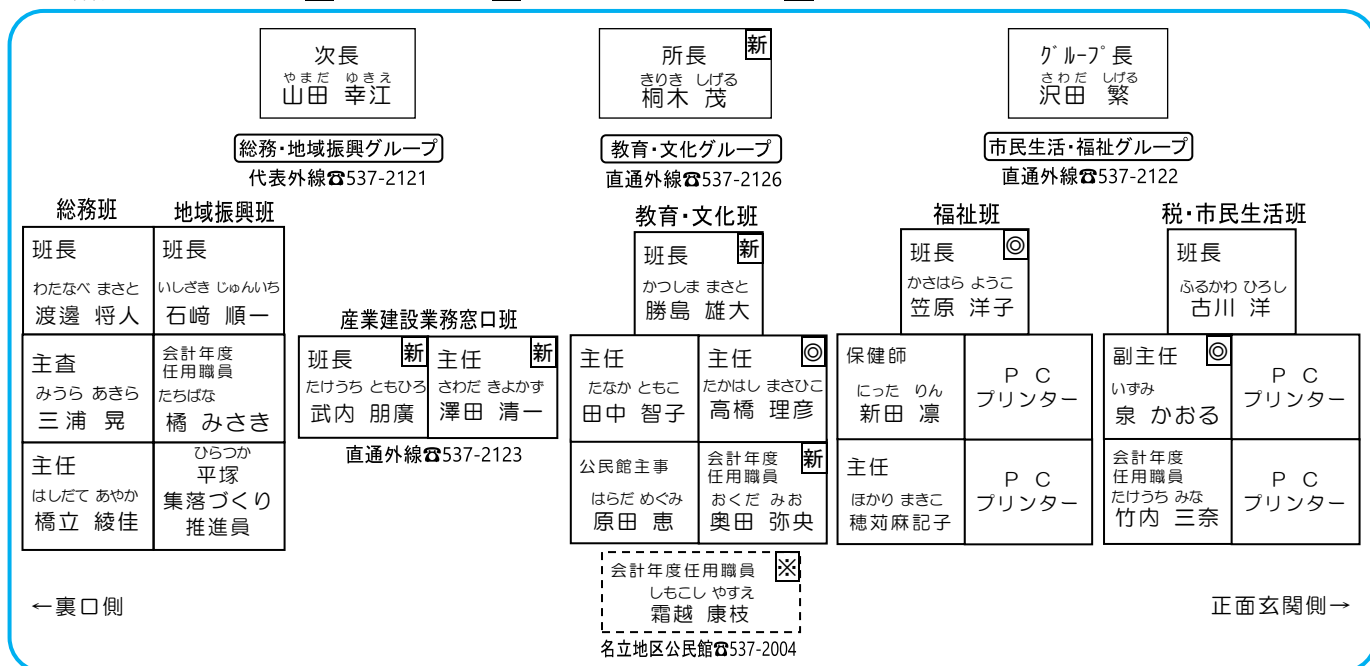 次長
やまだ ゆきえ
山田 幸江
所長 新
きりき しげる
桐木 茂
グループ長
さわだ しげる
沢田 繁
総務・地域振興グループ
代表外線☎537-2121
教育・文化グループ
直通外線☎537-2126
市民生活・福祉グループ
直通外線☎537-2122
総務班
班長
わたなべ まさと
渡邊 将人
主査
みうら あきら
三浦 晃
主任
はしだて あやか
橋立 綾佳
地域振興班
班長
いしざき じゅんいち
石﨑 順一
会計年度
任用職員
たちばな
橘 みさき
ひらつか
平塚
集落づくり
推進員
産業建設業務窓口班
班長 新
たけうち ともひろ
武内 朋廣
主任 新
さわだ きよかず
澤田 清一
直通外線☎537-2123
教育・文化班
班長 新
かつしま まさと
勝島 雄大
主任
たなか ともこ
田中 智子
主任 ◎
たかはし まさひこ
高橋 理彦
公民館主事
はらだ めぐみ
原田 恵
会計年度 新
任用職員
おくだ みお
奥田 弥央
会計年度任用職員 ※
しもこし やすえ
霜越 康枝
名立地区公民館☎537-2004
福祉班
班長 ◎
かさはら ようこ
笠原 洋子
保健師
にった りん
新田 凛
ＰＣ
プリンター
主任
ほかり まきこ
穂苅麻記子
ＰＣ
プリンター
税・市民生活班
班長
ふるかわ ひろし
古川 洋
副主任 ◎
いずみ
泉 かおる
ＰＣ
プリンター
会計年度
任用職員
たけうち みな
竹内 三奈
ＰＣ
プリンター
←裏口側
正面玄関側→